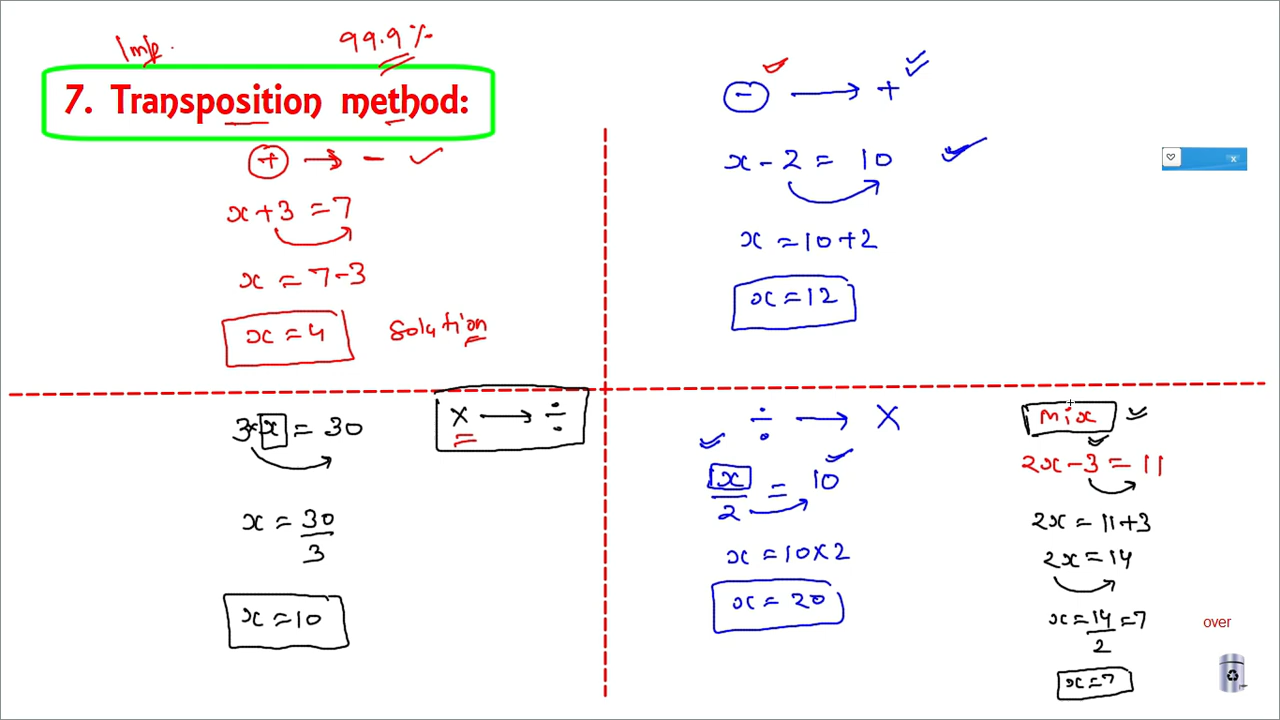 Imp.
99.9%
7. Transposition method:
+ → -
x+3=7
x=7-3
x=4 Solution
- → +
x-2=10
x=10+2
x=12
3×x=30
× → ÷
x=30/3
x=10
÷ → ×
x/2=10
x=10×2
x=20
mix
2x-3=11
2x=11+3
2x=14
x=14/2=7
x=7
over